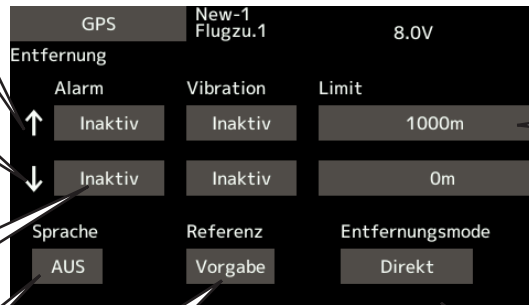 GPS New-1 8.0V
Flugzu.1
Entfernung
Alarm Vibration Limit
↑ Inaktiv Inaktiv 1000m
↓ Inaktiv Inaktiv 0m
Sprache Referenz Entfernungsmode
AUS Vorgabe Direkt